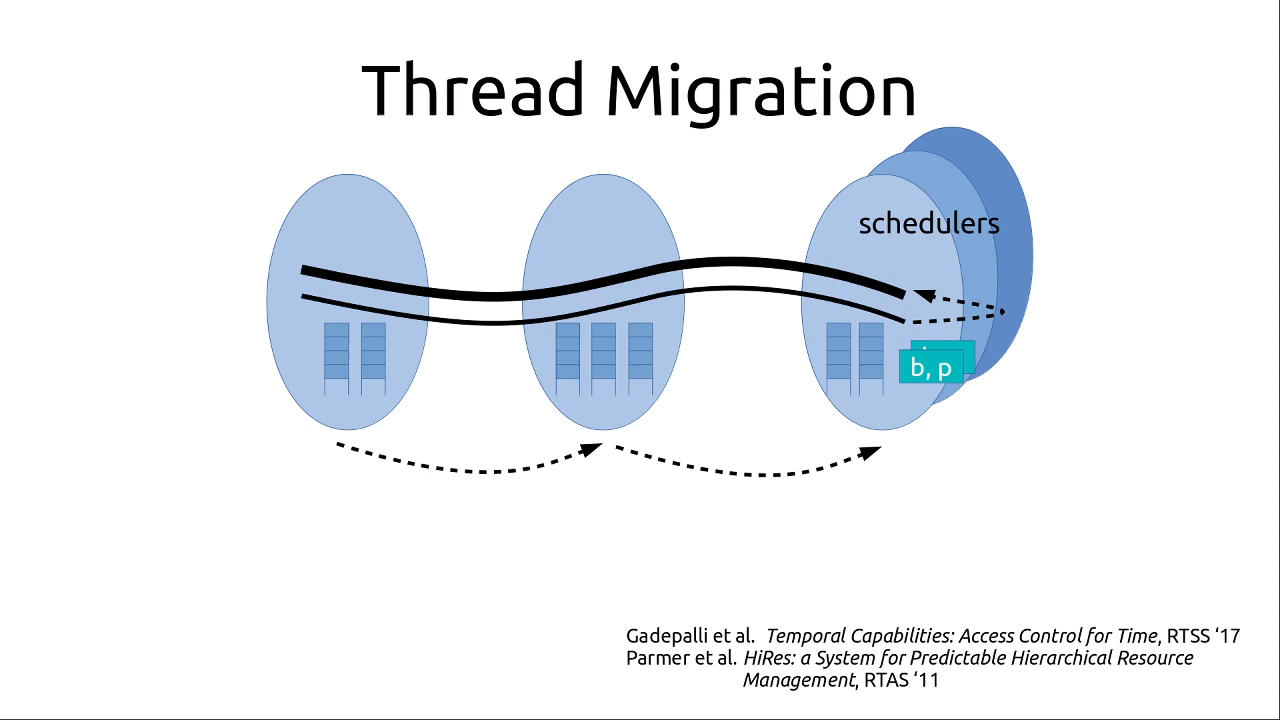 Thread Migration
schedulers
b, p
Gadepalli et al. Temporal Capabilities: Access Control for Time, RTSS ‘17
Parmer et al. HiRes: a System for Predictable Hierarchical Resource
Management, RTAS ‘11